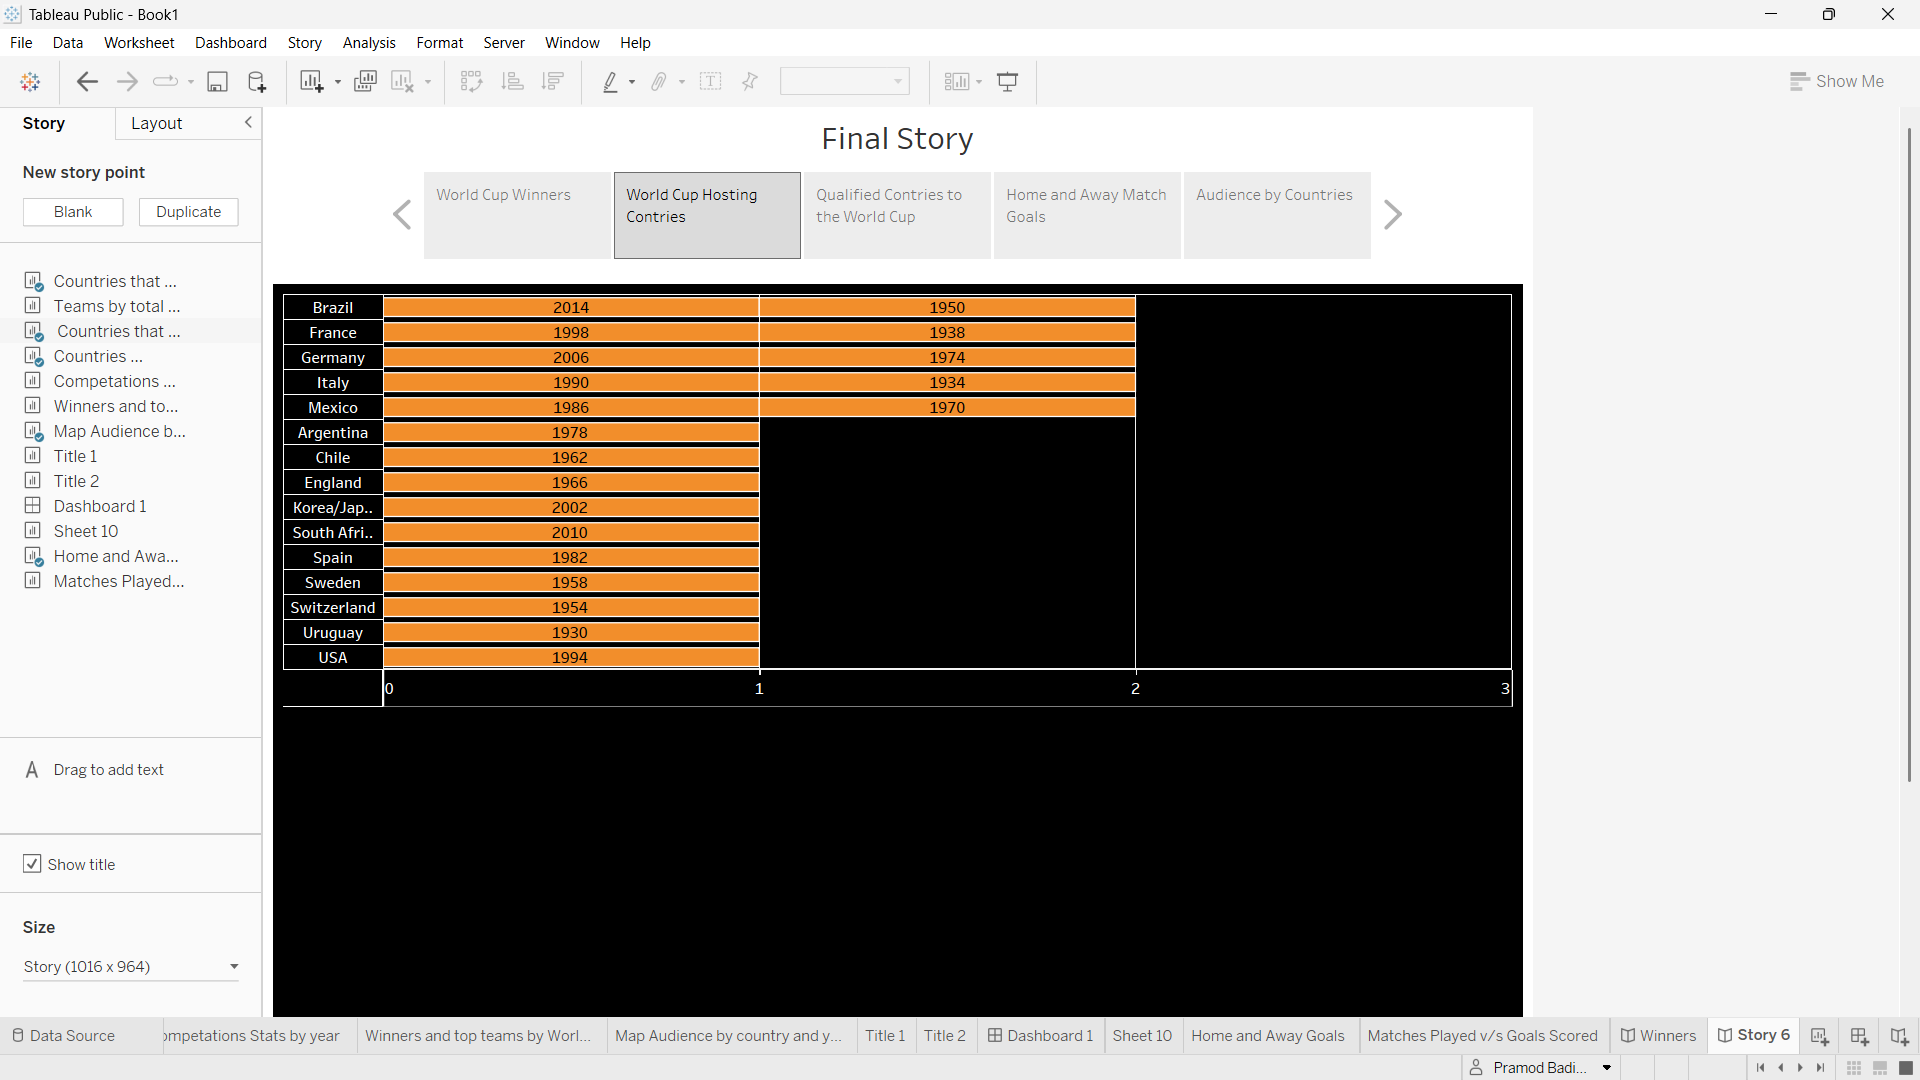 Tableau Public - Book1
File Data Worksheet Dashboard Story Analysis Format Server Window Help
Show Me
Story Layout
New story point
Blank Duplicate
Countries that ...
Teams by total ...
Countries that ...
Countries ...
Competations ...
Winners and to...
Map Audience b...
Title 1
Title 2
Dashboard 1
Sheet 10
Home and Awa...
Matches Played...
Drag to add text
Show title
Size
Story (1016 x 964)
Final Story
World Cup Winners
World Cup Hosting
Contries
Qualified Contries to
the World Cup
Home and Away Match
Goals
Audience by Countries
Brazil 2014 1950
France 1998 1938
Germany 2006 1974
Italy 1990 1934
Mexico 1986 1970
Argentina 1978
Chile 1962
England 1966
Korea/Jap.. 2002
South Afri.. 2010
Spain 1982
Sweden 1958
Switzerland 1954
Uruguay 1930
USA 1994
0 1 2 3
Data Source ompetations Stats by year Winners and top teams by Worl... Map Audience by country and y... Title 1 Title 2 Dashboard 1 Sheet 10 Home and Away Goals Matches Played v/s Goals Scored Winners Story 6
Pramod Badi...